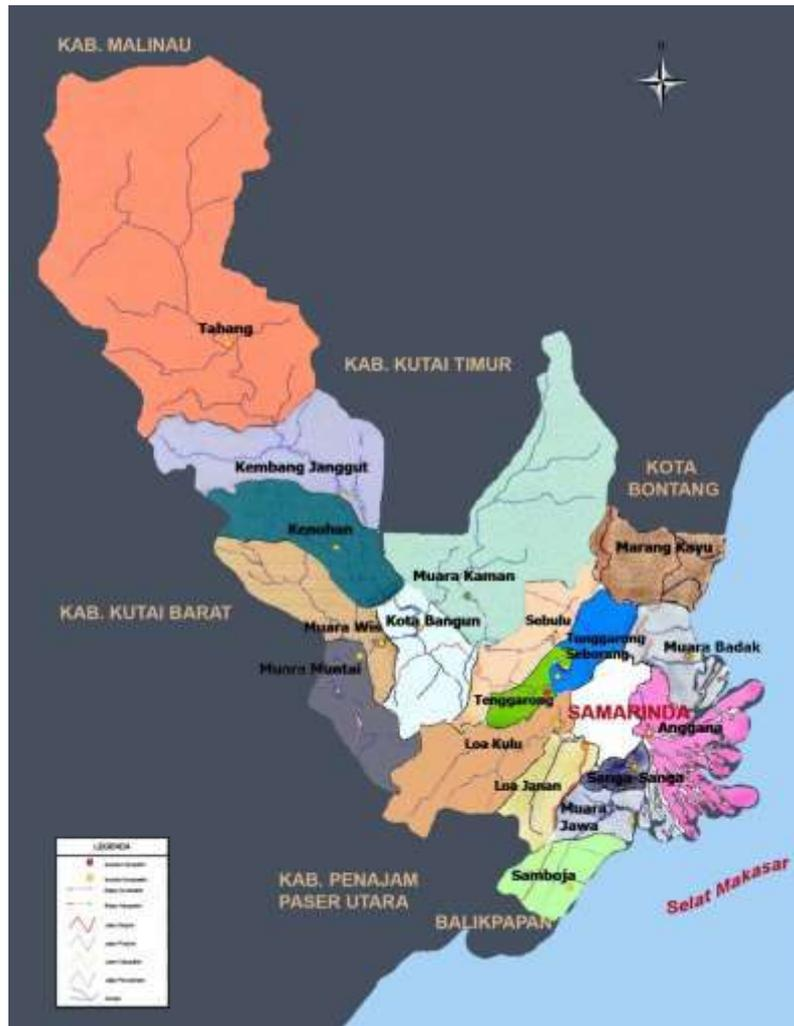 KAB. MALINAU
Tabang
KAB. KUTAI TIMUR
Kembang Janggut
KOTA
BONTANG
Kenohan
Marang Kayu
Muara Kaman
KAB. KUTAI BARAT
Kota Bangun
Sebulu
Muara Wis
Tenggarong
Seberang
Muara Badak
Muara Muntai
Tenggarong
SAMARINDA
Anggana
Loa Kulu
Sanga-Sanga
Loa Janan
Muara
Jawa
LEGENDA
KAB. PENAJAM
PASER UTARA
Samboja
Selat Makasar
BALIKPAPAN